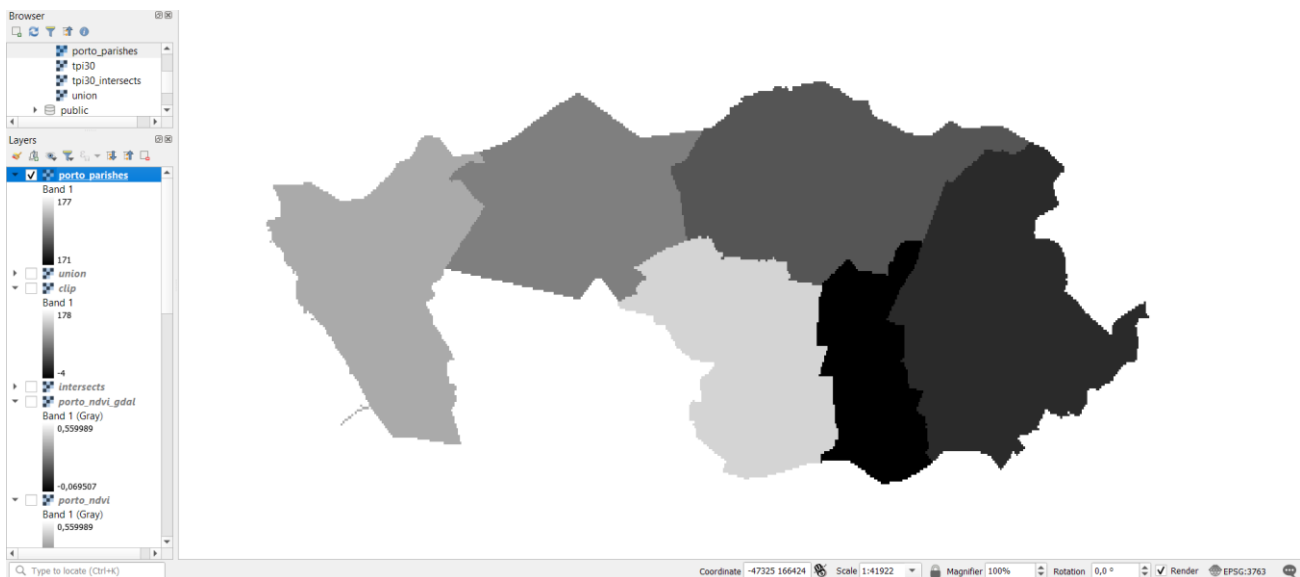 Browser
porto_parishes
tpi30
tpi30_intersects
union
public
Layers
porto_parishes
Band 1
177
171
union
clip
Band 1
178
-4
intersects
porto_ndvi_gdal
Band 1 (Gray)
0,559989
-0,069507
porto_ndvi
Band 1 (Gray)
0,559989
Type to locate (Ctrl+K)
Coordinate -47325 166424 Scale 1:41922 Magnifier 100% Rotation 0,0 ° Render EPSG:3763